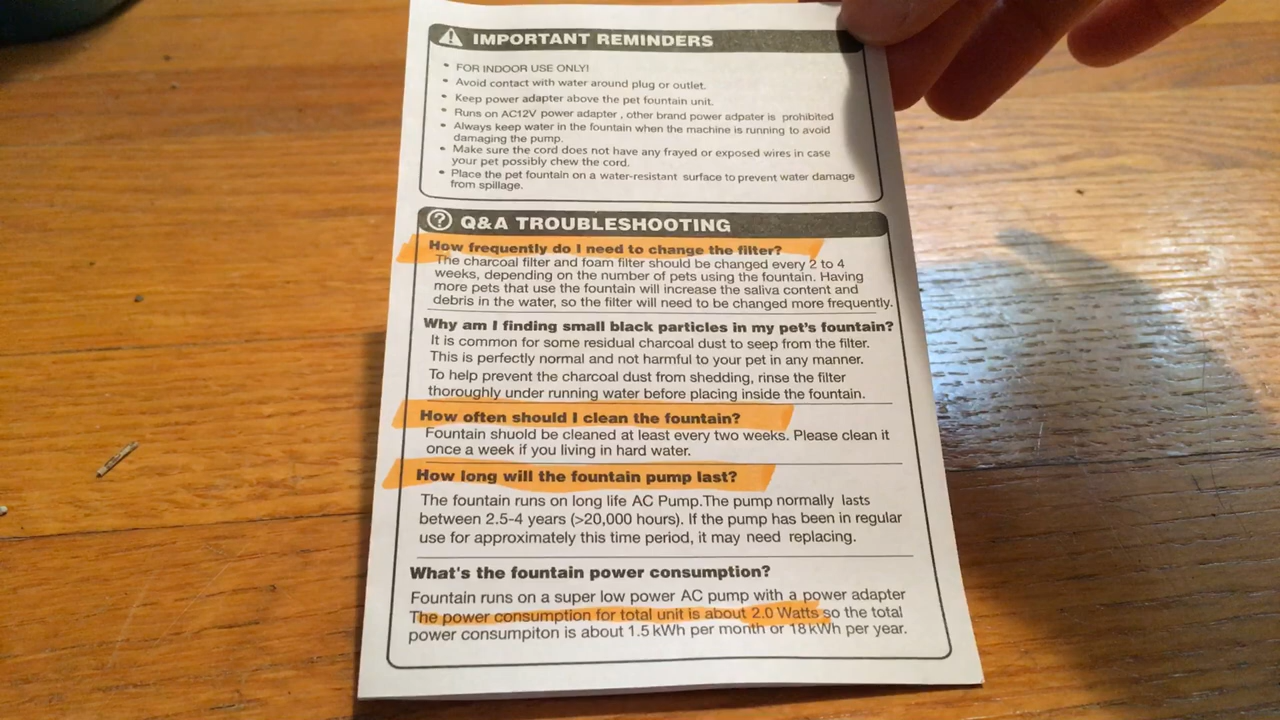 IMPORTANT REMINDERS
• FOR INDOOR USE ONLY!
• Avoid contact with water around plug or outlet.
• Keep power adapter above the pet fountain unit.
• Runs on AC12V power adapter , other brand power adpater is prohibited
• Always keep water in the fountain when the machine is running to avoid
damaging the pump.
• Make sure the cord does not have any frayed or exposed wires in case
your pet possibly chew the cord.
• Place the pet fountain on a water-resistant surface to prevent water damage
from spillage.
Q&A TROUBLESHOOTING
How frequently do I need to change the filter?
The charcoal filter and foam filter should be changed every 2 to 4
weeks, depending on the number of pets using the fountain. Having
more pets that use the fountain will increase the saliva content and
debris in the water, so the filter will need to be changed more frequently.
Why am I finding small black particles in my pet's fountain?
It is common for some residual charcoal dust to seep from the filter.
This is perfectly normal and not harmful to your pet in any manner.
To help prevent the charcoal dust from shedding, rinse the filter
thoroughly under running water before placing inside the fountain.
How often should I clean the fountain?
Fountain shuold be cleaned at least every two weeks. Please clean it
once a week if you living in hard water.
How long will the fountain pump last?
The fountain runs on long life AC Pump.The pump normally lasts
between 2.5-4 years (>20,000 hours). If the pump has been in regular
use for approximately this time period, it may need replacing.
What's the fountain power consumption?
Fountain runs on a super low power AC pump with a power adapter
The power consumption for total unit is about 2.0 Watts so the total
power consumpiton is about 1.5 kWh per month or 18 kWh per year.